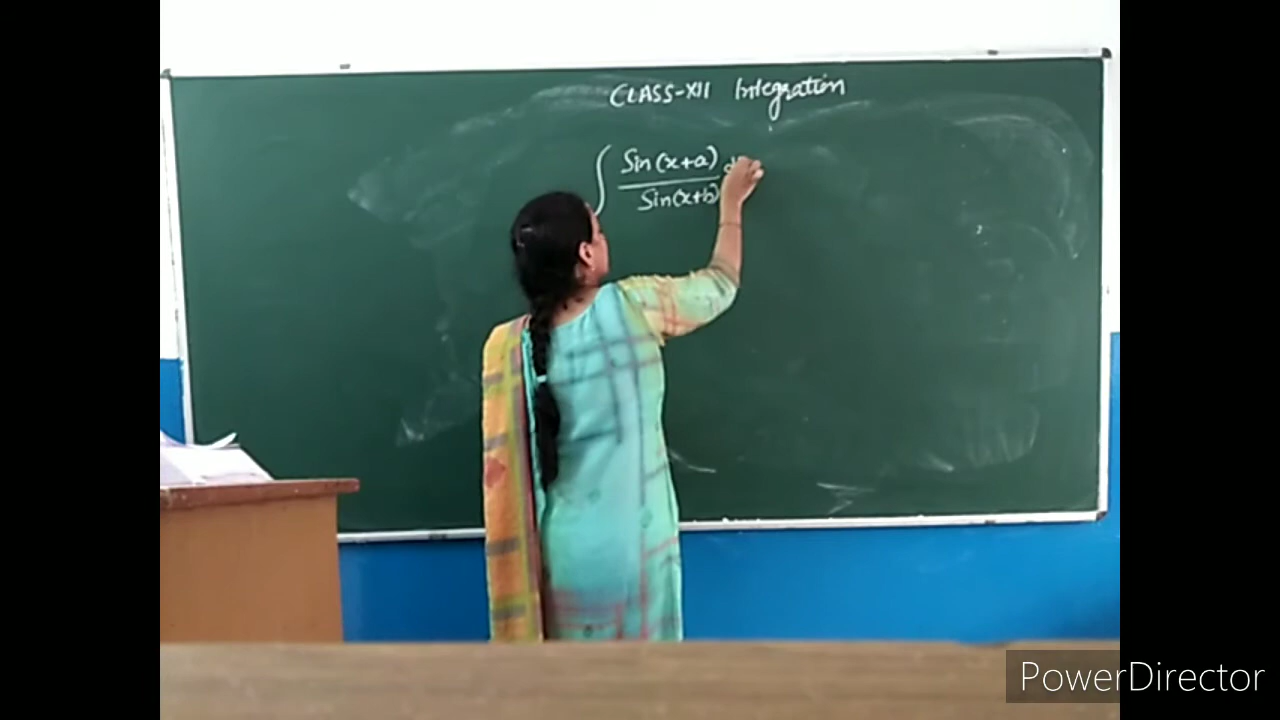 CLASS-XII Integration
∫ Sin(x+a)
Sin(x+b)
PowerDirector